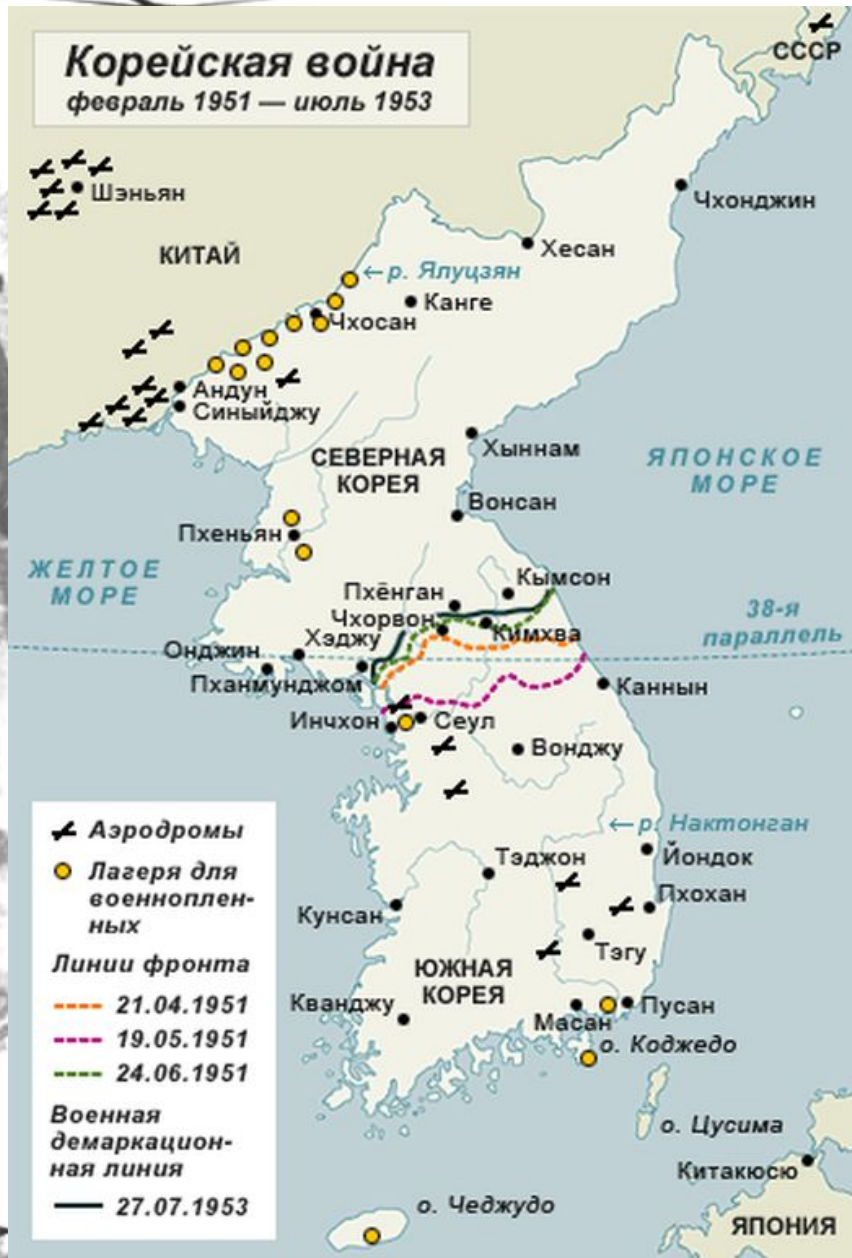 Корейская война
февраль 1951 — июль 1953
СССР
Шэньян
Чхонджин
КИТАЙ
Хесан
← р. Ялуцзян
Канге
Чхосан
Андун
Синыйджу
Хыннам
СЕВЕРНАЯ
КОРЕЯ
ЯПОНСКОЕ
МОРЕ
Вонсан
Пхеньян
ЖЕЛТОЕ
МОРЕ
Кымсон
Пхёнган
Чхорвон
Кимхва
38-я
параллель
Хэджу
Онджин
Пханмунджом
Каннын
Инчхон
Сеул
Вонджу
← р. Нактонган
Йондок
Тэджон
Пхохан
Кунсан
Тэгу
ЮЖНАЯ
КОРЕЯ
Кванджу
Масан
Пусан
о. Коджедо
о. Цусима
Китакюсю
о. Чеджудо
ЯПОНИЯ
Аэродромы
Лагеря для
военноплен-
ных
Линии фронта
21.04.1951
19.05.1951
24.06.1951
Военная
демаркацион-
ная линия
27.07.1953